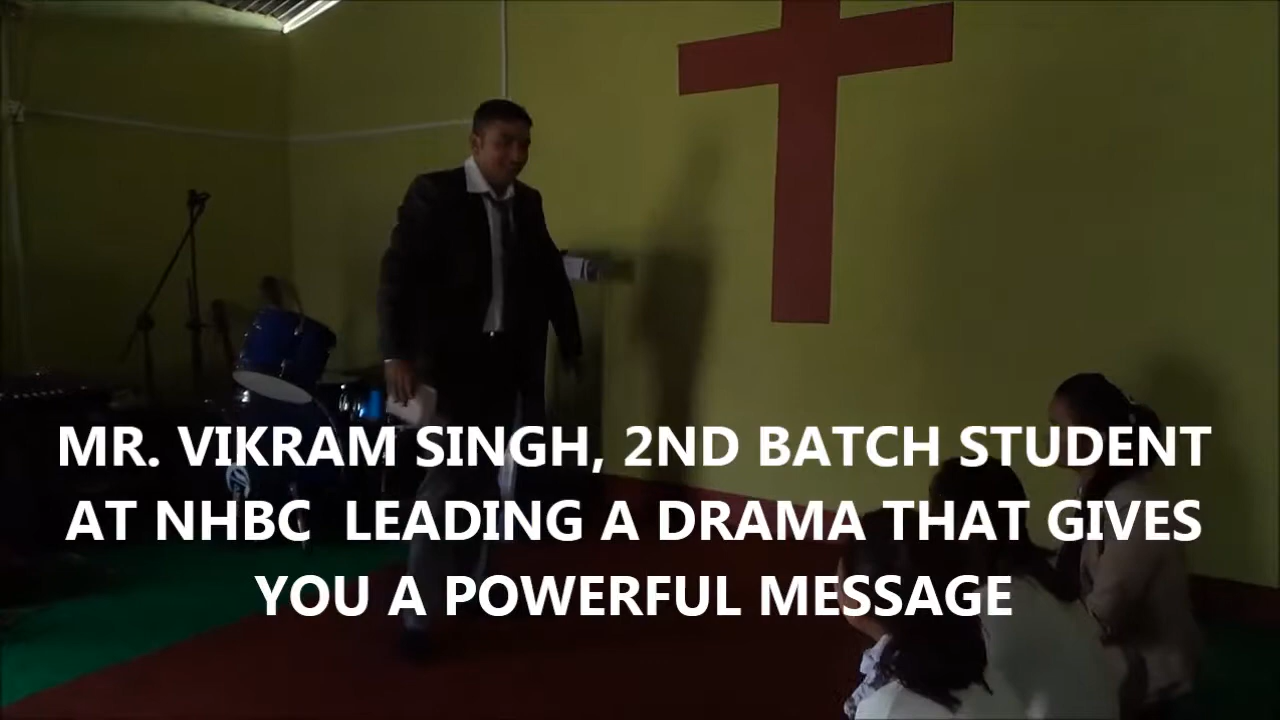 MR. VIKRAM SINGH, 2ND BATCH STUDENT
AT NHBC  LEADING A DRAMA THAT GIVES
YOU A POWERFUL MESSAGE